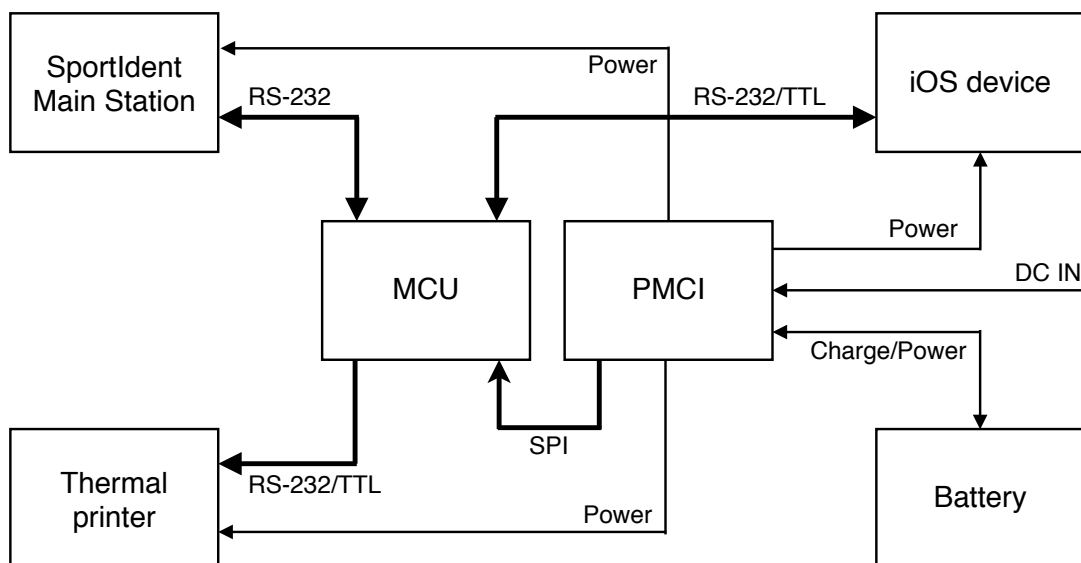 SportIdent
Main Station
Power
RS-232
RS-232/TTL
iOS device
MCU
PMCI
Power
DC IN
Charge/Power
SPI
Thermal
printer
RS-232/TTL
Power
Battery